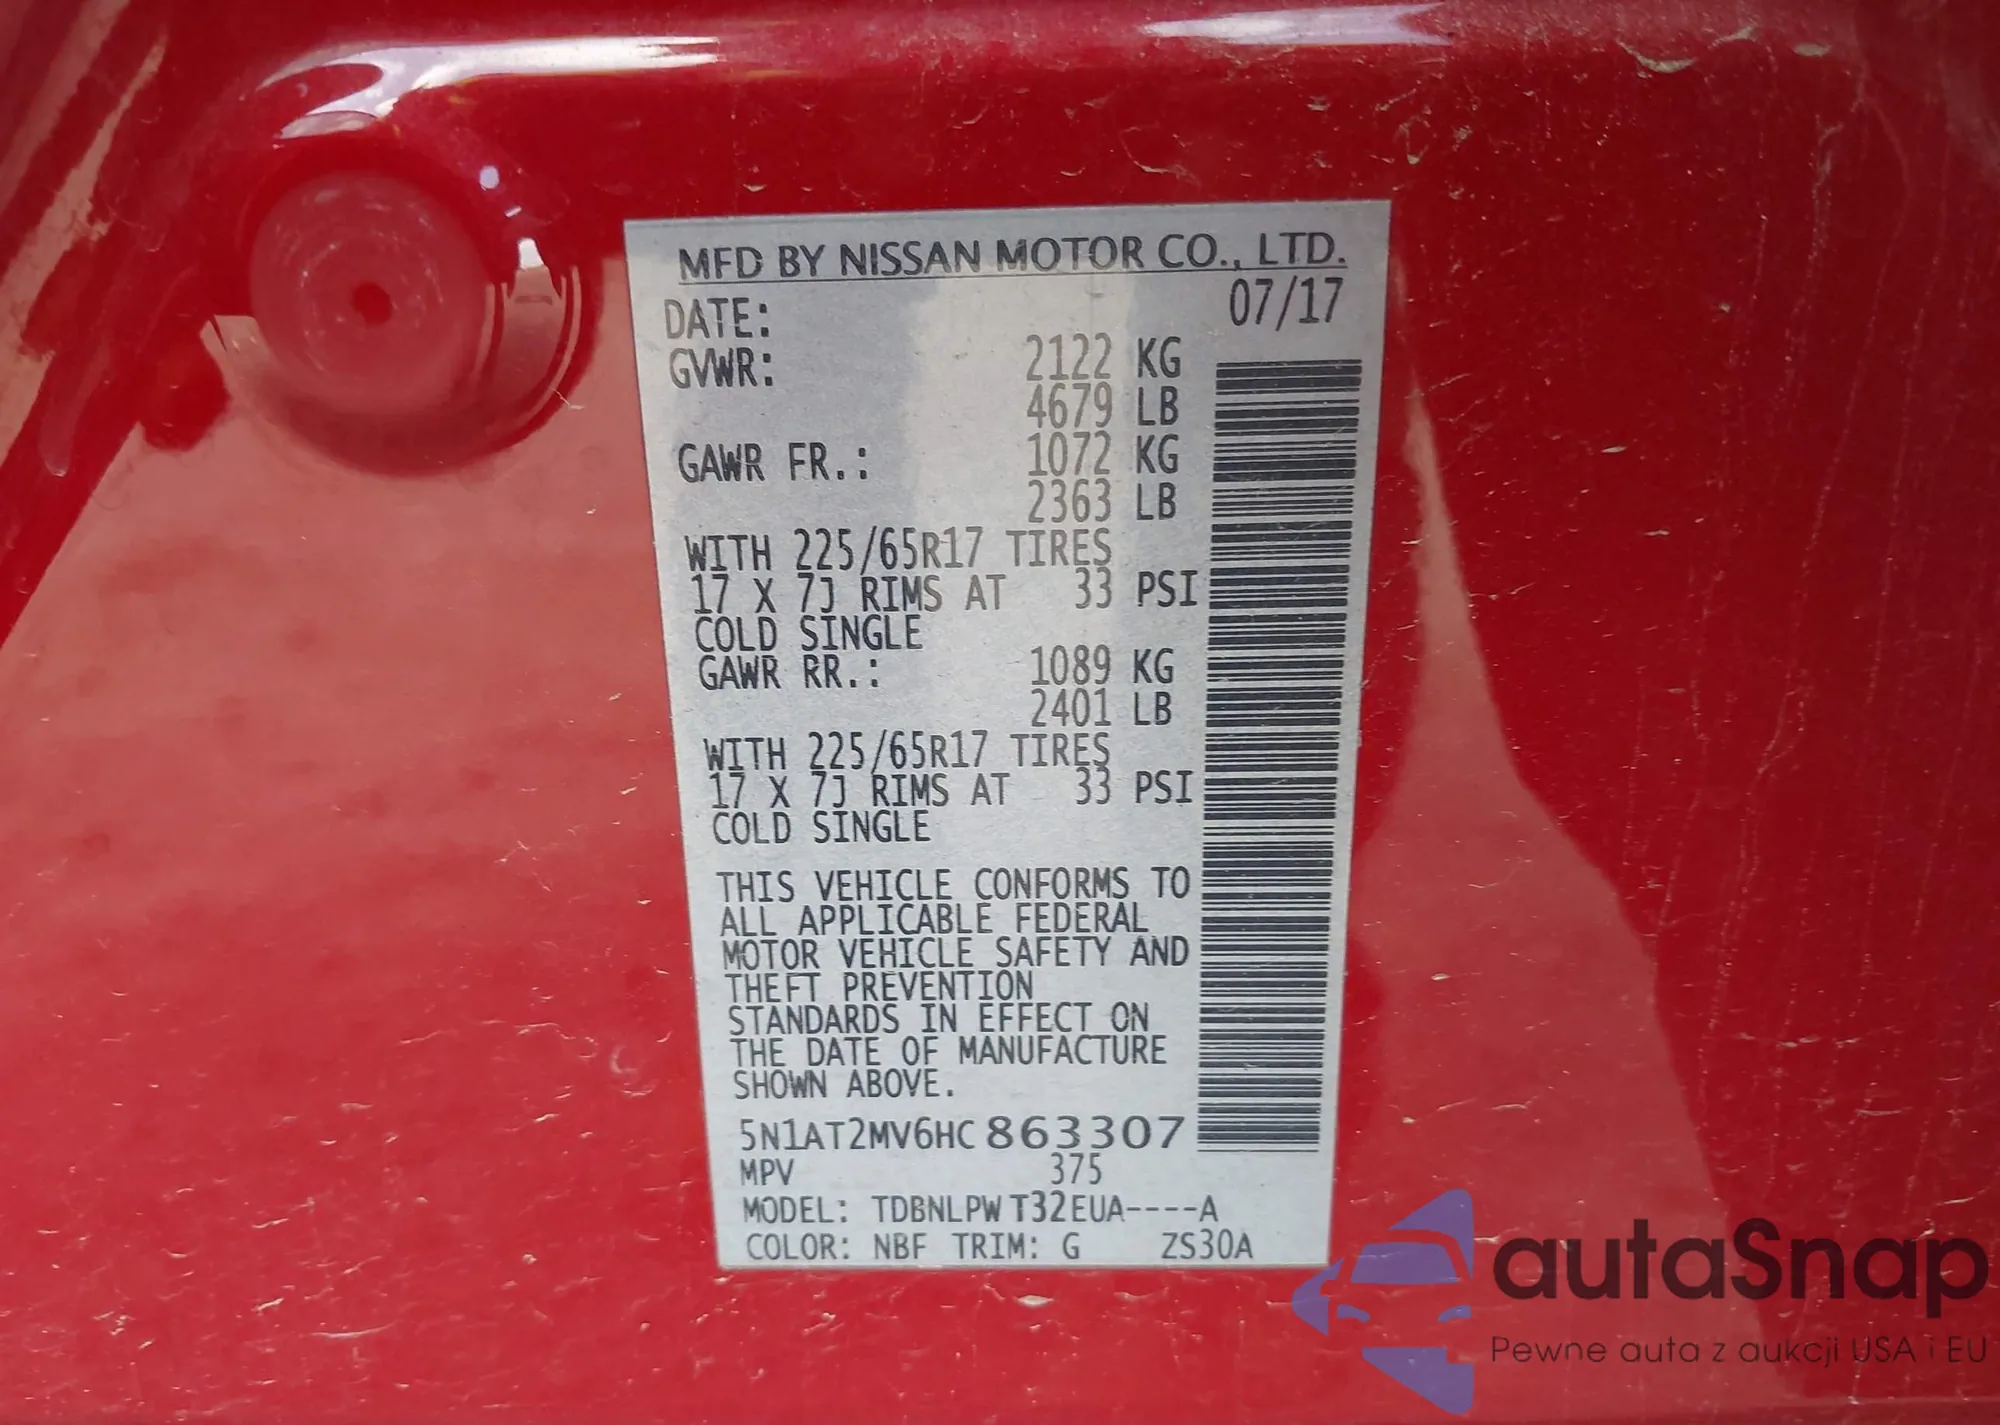 MFD BY NISSAN MOTOR CO., LTD.
DATE: 07/17
GVWR: 2122 KG
4679 LB
GAWR FR.: 1072 KG
2363 LB
WITH 225/65R17 TIRES
17 X 7J RIMS AT 33 PSI
COLD SINGLE
GAWR RR.: 1089 KG
2401 LB
WITH 225/65R17 TIRES
17 X 7J RIMS AT 33 PSI
COLD SINGLE
THIS VEHICLE CONFORMS TO
ALL APPLICABLE FEDERAL
MOTOR VEHICLE SAFETY AND
THEFT PREVENTION
STANDARDS IN EFFECT ON
THE DATE OF MANUFACTURE
SHOWN ABOVE.
5N1AT2MV6HC863307
MPV 375
MODEL: TDBNLPW T32EUA----A
COLOR: NBF TRIM: G ZS30A
autaSnap
Pewne auta z aukcji USA i EU